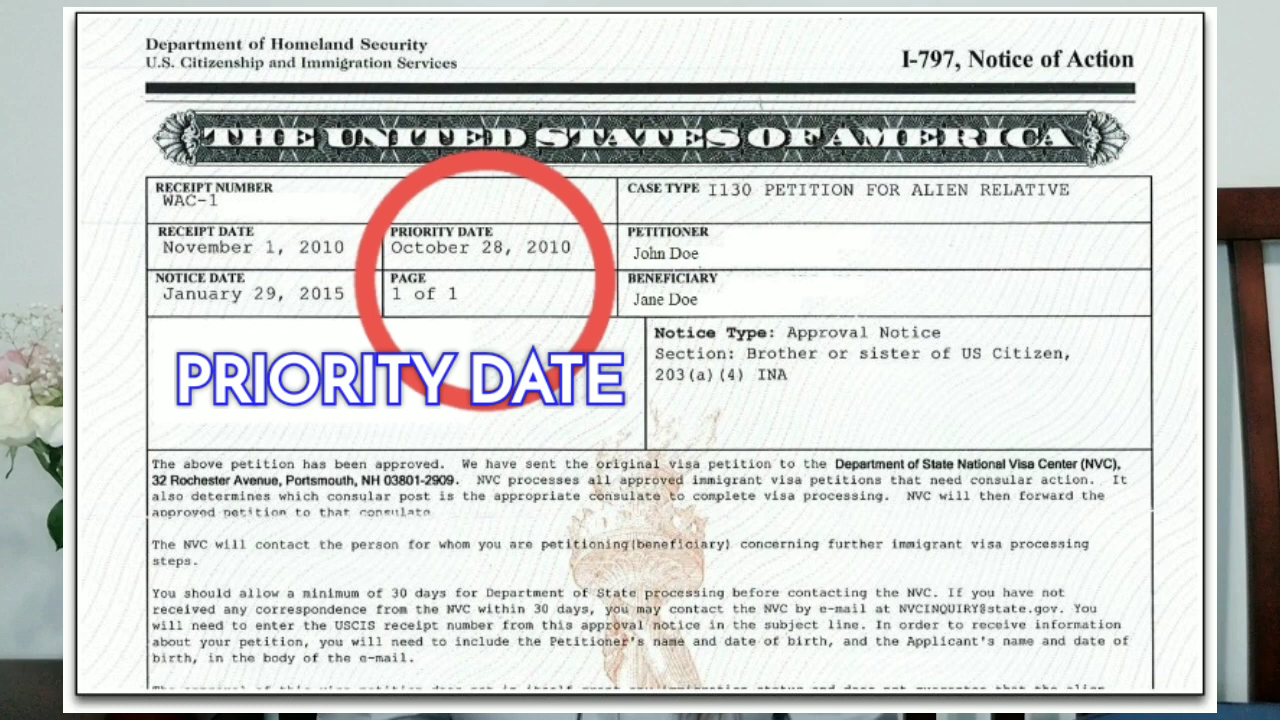 Department of Homeland Security
U.S. Citizenship and Immigration Services
I-797, Notice of Action
THE UNITED STATES OF AMERICA
RECEIPT NUMBER
WAC-1
CASE TYPE I130 PETITION FOR ALIEN RELATIVE
RECEIPT DATE
November 1, 2010
PRIORITY DATE
October 28, 2010
PETITIONER
John Doe
NOTICE DATE
January 29, 2015
PAGE
1 of 1
BENEFICIARY
Jane Doe
PRIORITY DATE
Notice Type: Approval Notice
Section: Brother or sister of US Citizen,
203(a)(4) INA
The above petition has been approved. We have sent the original visa petition to the Department of State National Visa Center (NVC),
32 Rochester Avenue, Portsmouth, NH 03801-2909. NVC processes all approved immigrant visa petitions that need consular action. It
also determines which consular post is the appropriate consulate to complete visa processing. NVC will then forward the
approved petition to that consulate
The NVC will contact the person for whom you are petitioning(beneficiary) concerning further immigrant visa processing
steps.
You should allow a minimum of 30 days for Department of State processing before contacting the NVC. If you have not
received any correspondence from the NVC within 30 days, you may contact the NVC by e-mail at NVCINQUIRY@state.gov. You
will need to enter the USCIS receipt number from this approval notice in the subject line. In order to receive information
about your petition, you will need to include the Petitioner's name and date of birth, and the Applicant's name and date of
birth, in the body of the e-mail.